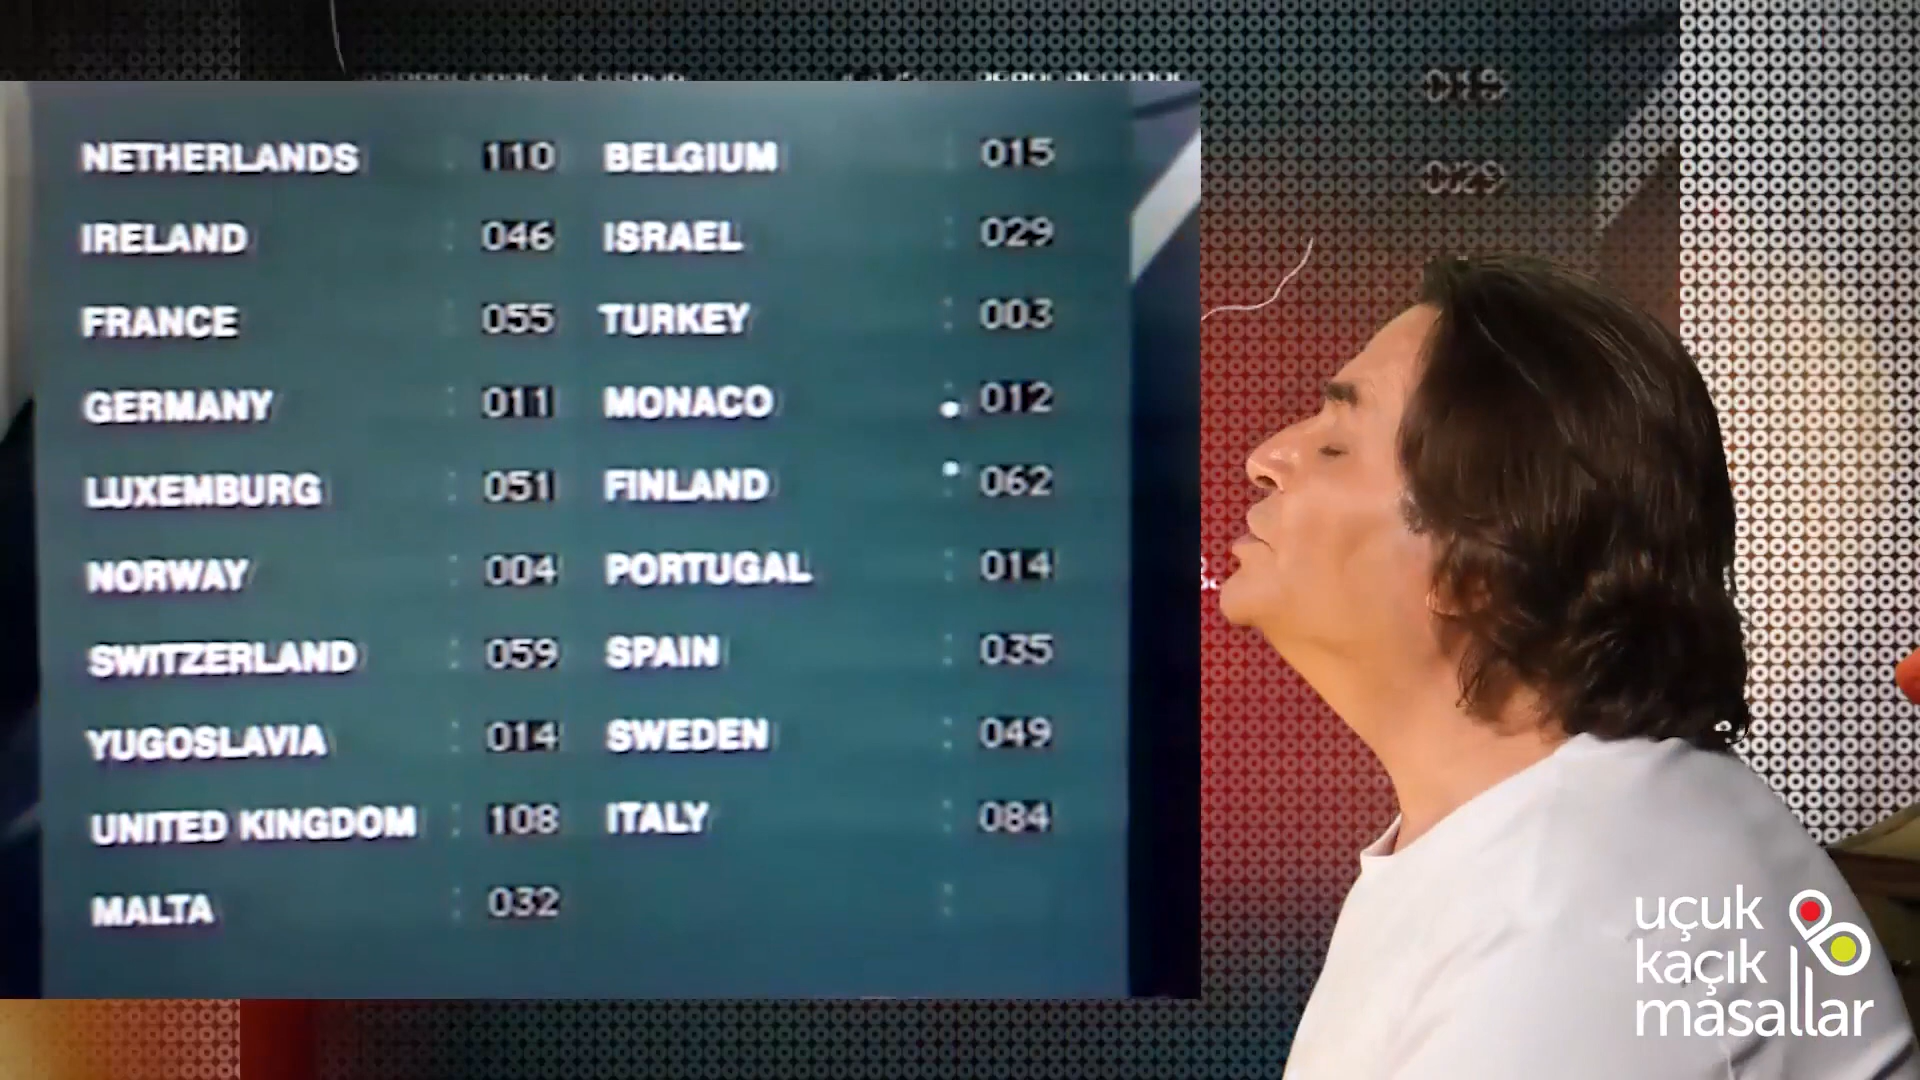 NETHERLANDS : 110 BELGIUM : 015
IRELAND : 046 ISRAEL : 029
FRANCE : 055 TURKEY : 003
GERMANY : 011 MONACO : 012
LUXEMBURG : 051 FINLAND : 062
NORWAY : 004 PORTUGAL : 014
SWITZERLAND : 059 SPAIN : 035
YUGOSLAVIA : 014 SWEDEN : 049
UNITED KINGDOM : 108 ITALY : 084
MALTA : 032 :
015
029
uçuk
kaçık
masallar